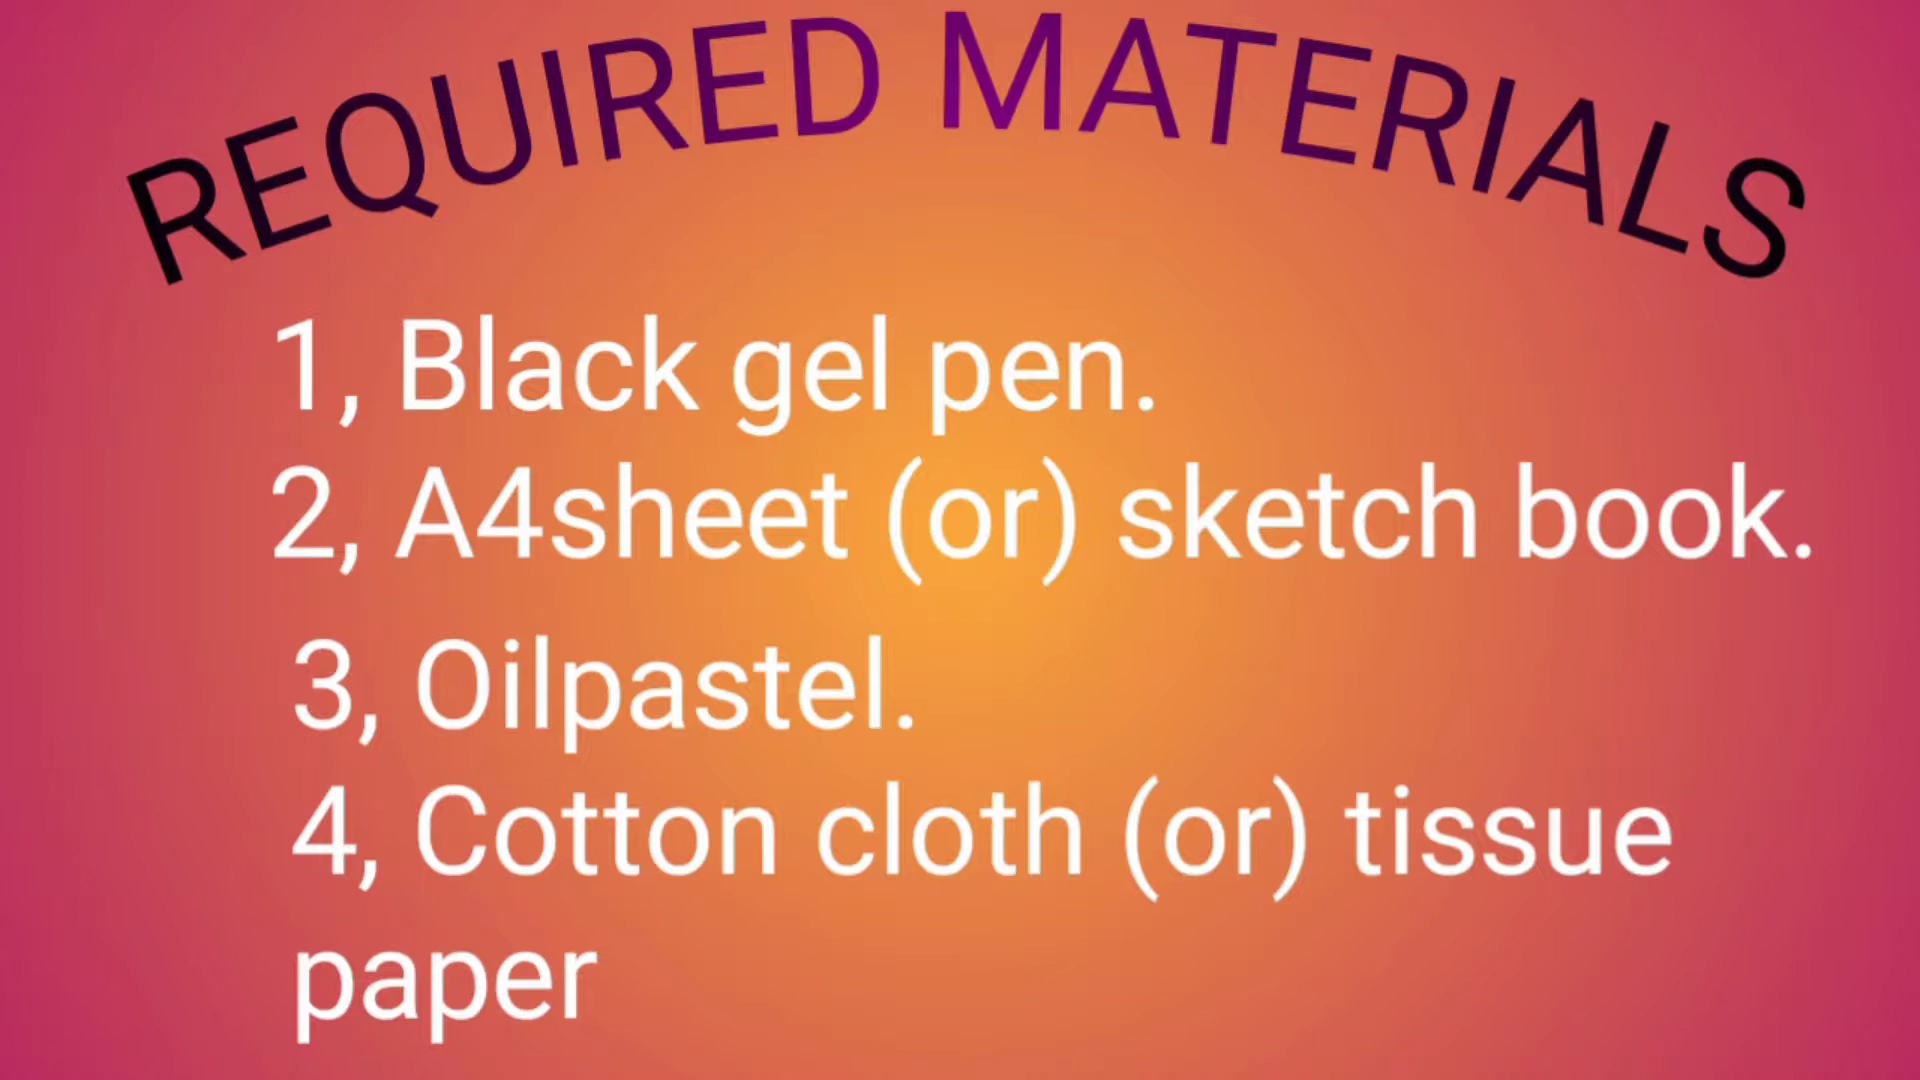 REQUIRED MATERIALS
1, Black gel pen.
2, A4sheet (or) sketch book.
3, Oilpastel.
4, Cotton cloth (or) tissue
paper